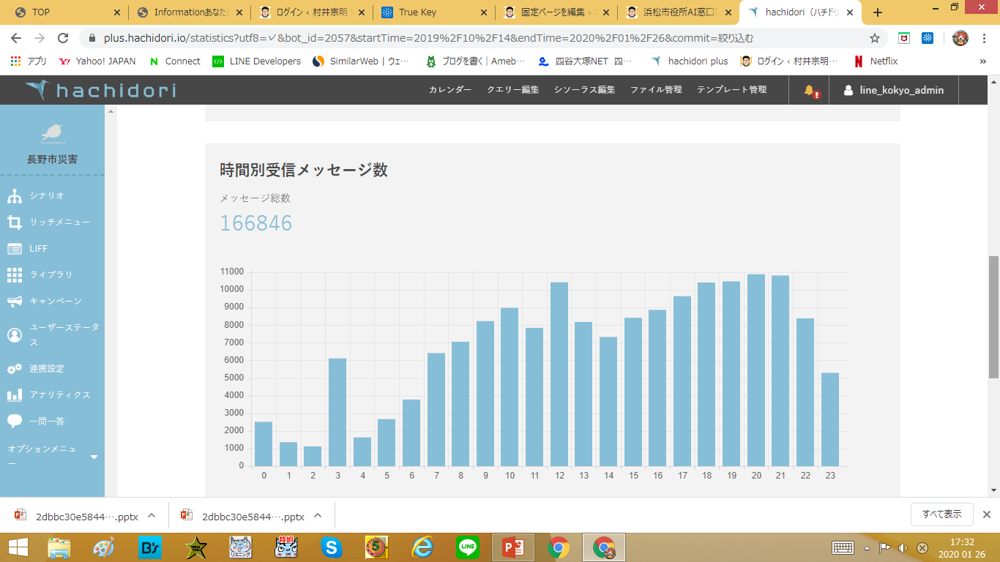 TOP
Informationあなたの
ログイン ‹ 村井宗明
True Key
固定ページを編集 ‹
浜松市役所AI窓口「
hachidori（ハチドリ
plus.hachidori.io/statistics?utf8=✓&bot_id=2057&startTime=2019%2F10%2F14&endTime=2020%2F01%2F26&commit=絞り込む
アプリ
Yahoo! JAPAN
Connect
LINE Developers
SimilarWeb | ウェ…
ブログを書く｜Ameb…
四谷大塚NET 四…
hachidori plus
ログイン ‹ 村井宗明…
Netflix
»
hachidori
カレンダー
クエリー編集
シソーラス編集
ファイル管理
テンプレート管理
line_kokyo_admin
長野市災害
シナリオ
リッチメニュー
LIFF
ライブラリ
キャンペーン
ユーザーステータ
ス
連携設定
アナリティクス
一問一答
オプションメニュ
ー
時間別受信メッセージ数
メッセージ総数
166846
11000
10000
9000
8000
7000
6000
5000
4000
3000
2000
1000
0
0 1 2 3 4 5 6 7 8 9 10 11 12 13 14 15 16 17 18 19 20 21 22 23
2dbbc30e5844….pptx
2dbbc30e5844….pptx
すべて表示
B's
リスニング
特訓
5
LINE
17:32
2020 01 26